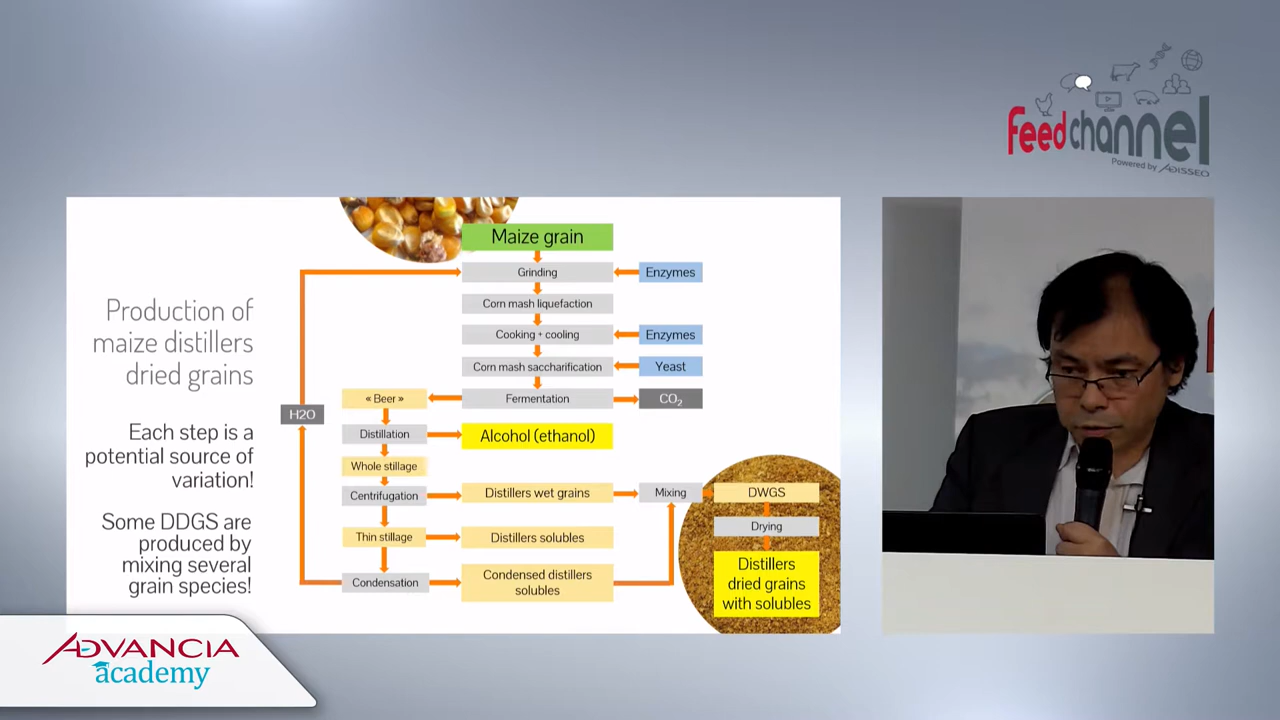 feedchannel
Powered by ADISSEO
Production of
maize distillers
dried grains
Each step is a
potential source of
variation!
Some DDGS are
produced by
mixing several
grain species!
Maize grain
Grinding
Enzymes
Corn mash liquefaction
Cooking + cooling
Enzymes
Corn mash saccharification
Yeast
« Beer »
Fermentation
CO₂
H2O
Distillation
Alcohol (ethanol)
Whole stillage
Centrifugation
Distillers wet grains
Mixing
DWGS
Drying
Thin stillage
Distillers solubles
Condensation
Condensed distillers
solubles
Distillers
dried grains
with solubles
ADVANCIA
academy